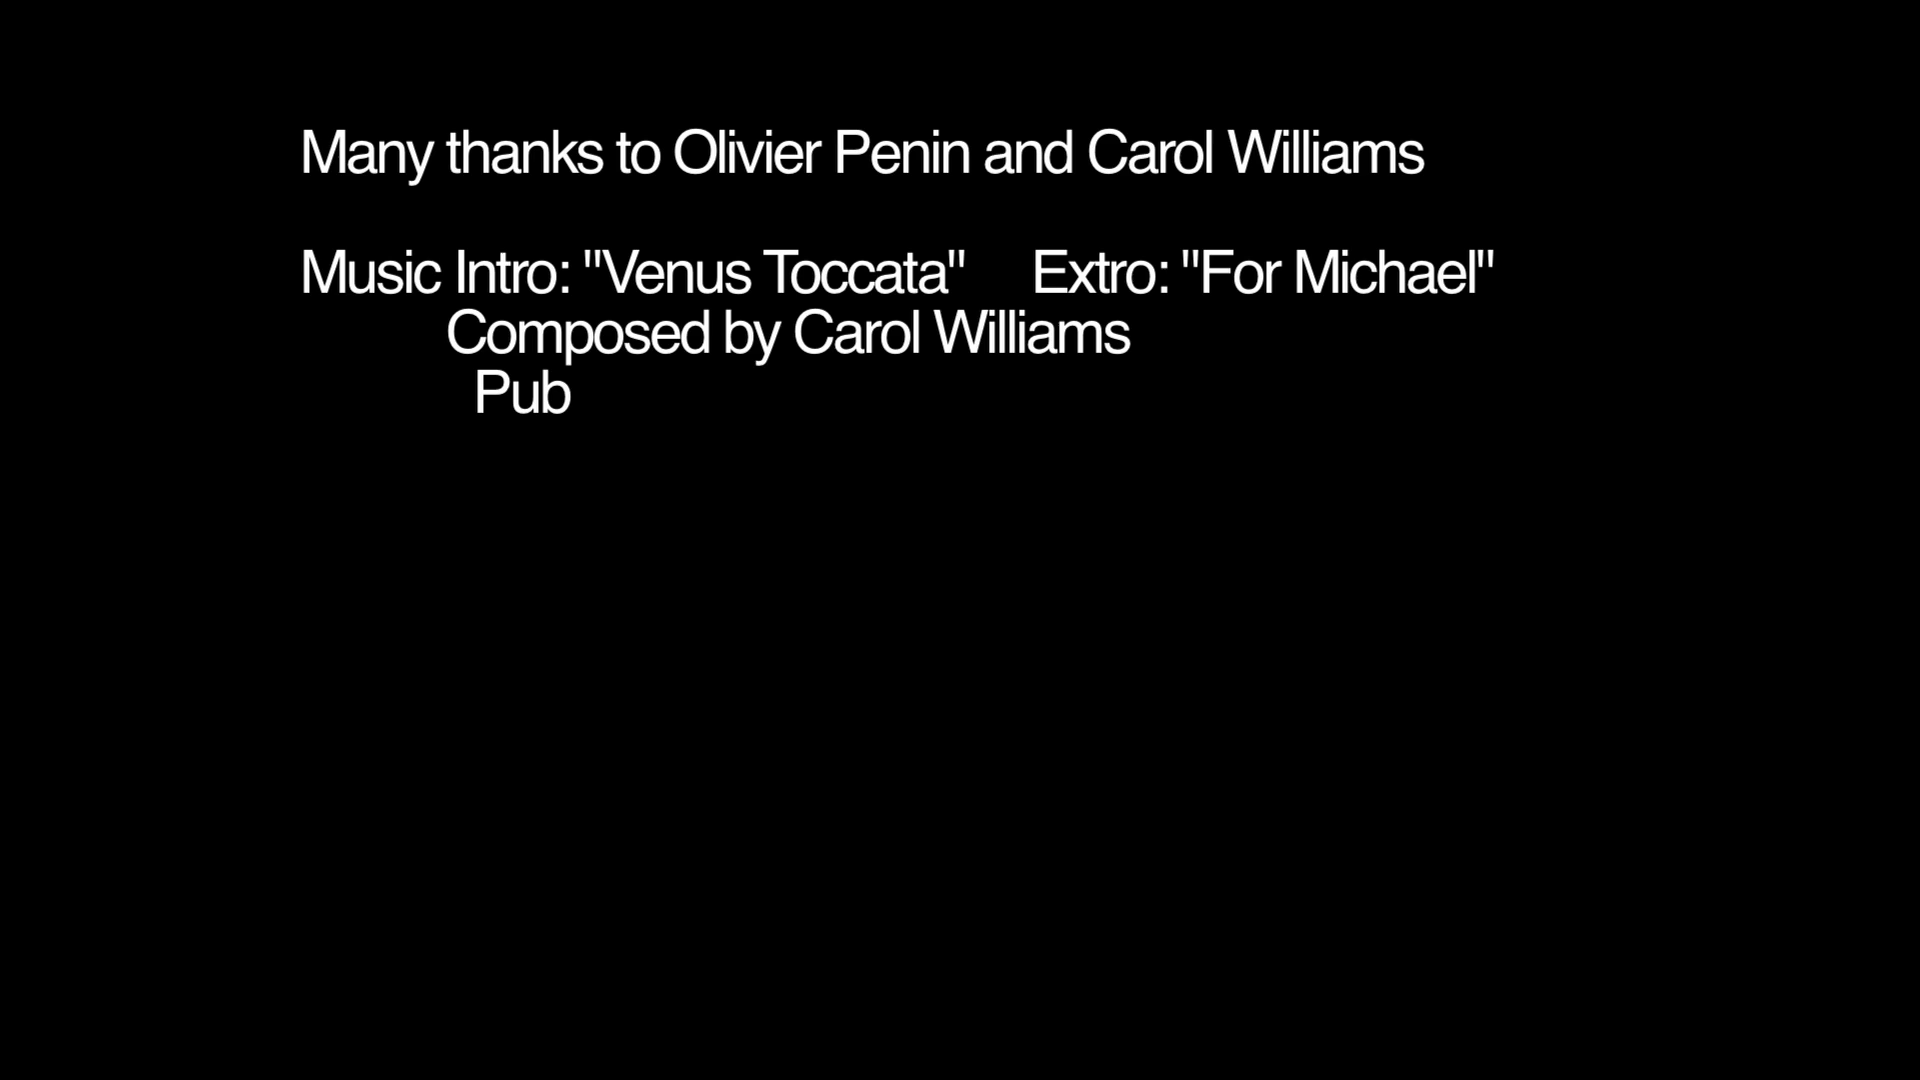 Many thanks to Olivier Penin and Carol Williams
Music Intro: "Venus Toccata" Extro: "For Michael"
Composed by Carol Williams
Pub